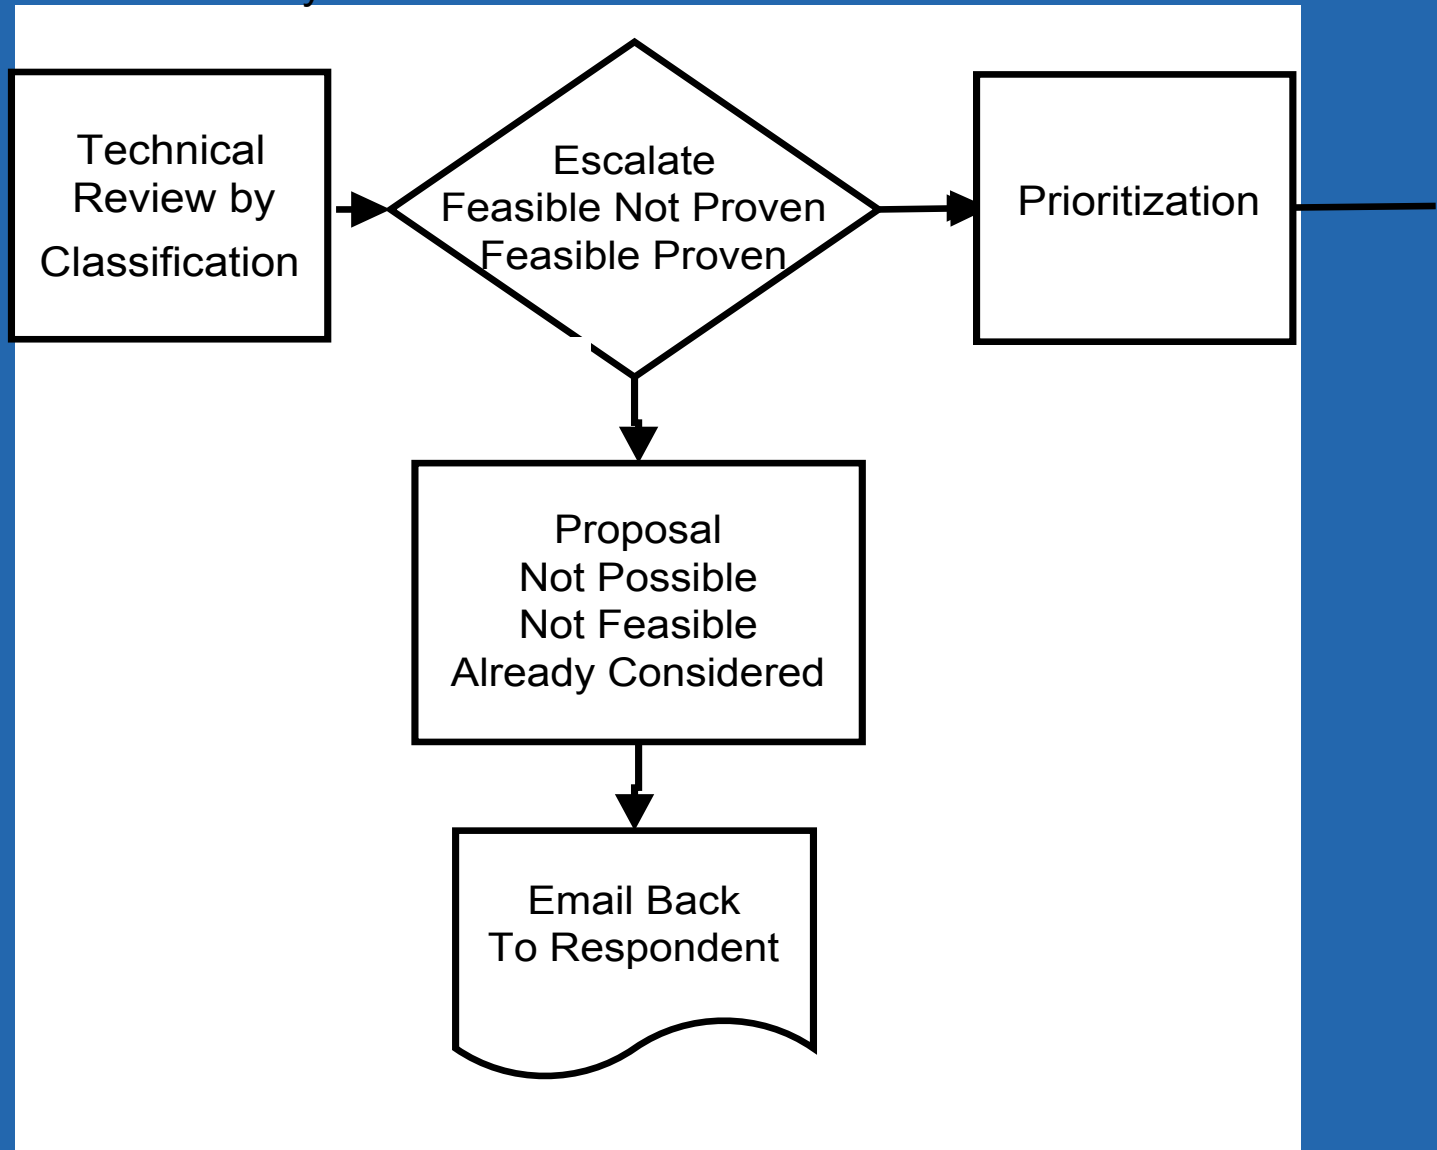 Technical
Review by
Classification
Escalate
Feasible Not Proven
Feasible Proven
Prioritization
Proposal
Not Possible
Not Feasible
Already Considered
Email Back
To Respondent